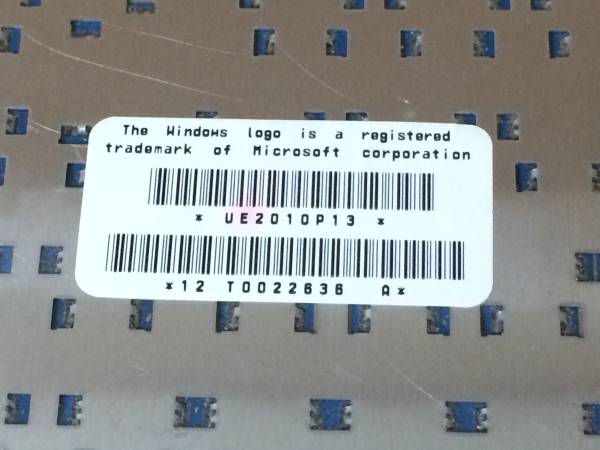 The Windows logo is a registered
trademark of Microsoft corporation
* UE2010P13 *
*12 T0022636 A*